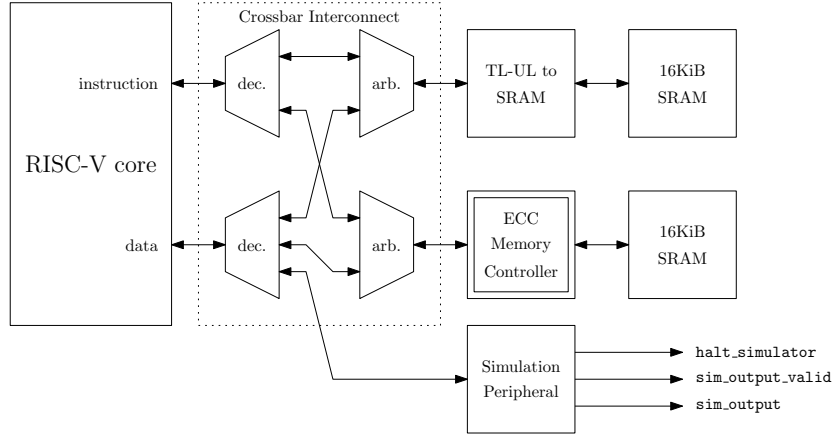 Crossbar Interconnect
instruction
dec.
arb.
TL-UL to
SRAM
16KiB
SRAM
RISC-V core
data
dec.
arb.
ECC
Memory
Controller
16KiB
SRAM
Simulation
Peripheral
halt_simulator
sim_output_valid
sim_output